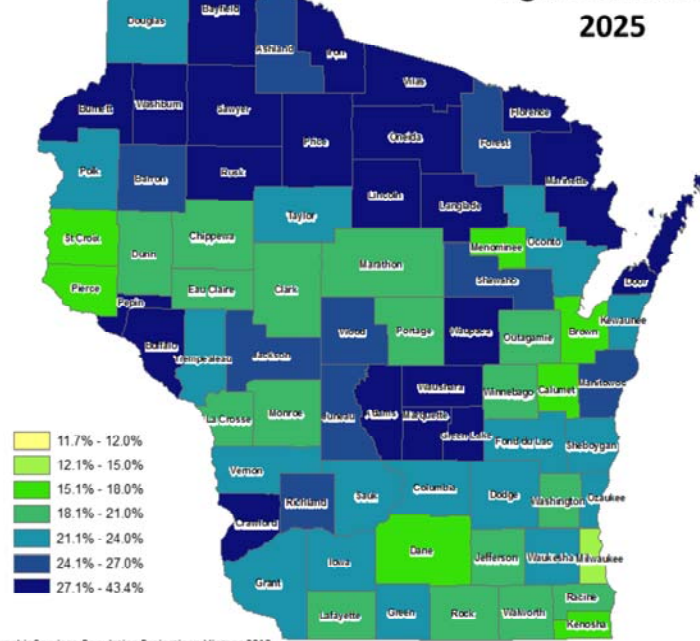 2025
Bayfield
Douglas
Ashland
Iron
Vilas
Burnett
Washburn
Sawyer
Florence
Price
Oneida
Forest
Polk
Barron
Rusk
Lincoln
Langlade
Marinette
Taylor
St Croix
Dunn
Chippewa
Marathon
Menominee
Oconto
Pierce
Eau Claire
Clark
Shawano
Door
Pepin
Buffalo
Trempealeau
Jackson
Wood
Portage
Waupaca
Outagamie
Brown
Kewaunee
La Crosse
Monroe
Juneau
Adams
Waushara
Marquette
Green Lake
Winnebago
Calumet
Manitowoc
Fond du Lac
Sheboygan
11.7% - 12.0%
12.1% - 15.0%
15.1% - 18.0%
18.1% - 21.0%
21.1% - 24.0%
24.1% - 27.0%
27.1% - 43.4%
Vernon
Richland
Sauk
Columbia
Dodge
Washington
Ozaukee
Crawford
Grant
Iowa
Dane
Jefferson
Waukesha
Milwaukee
Lafayette
Green
Rock
Walworth
Racine
Kenosha